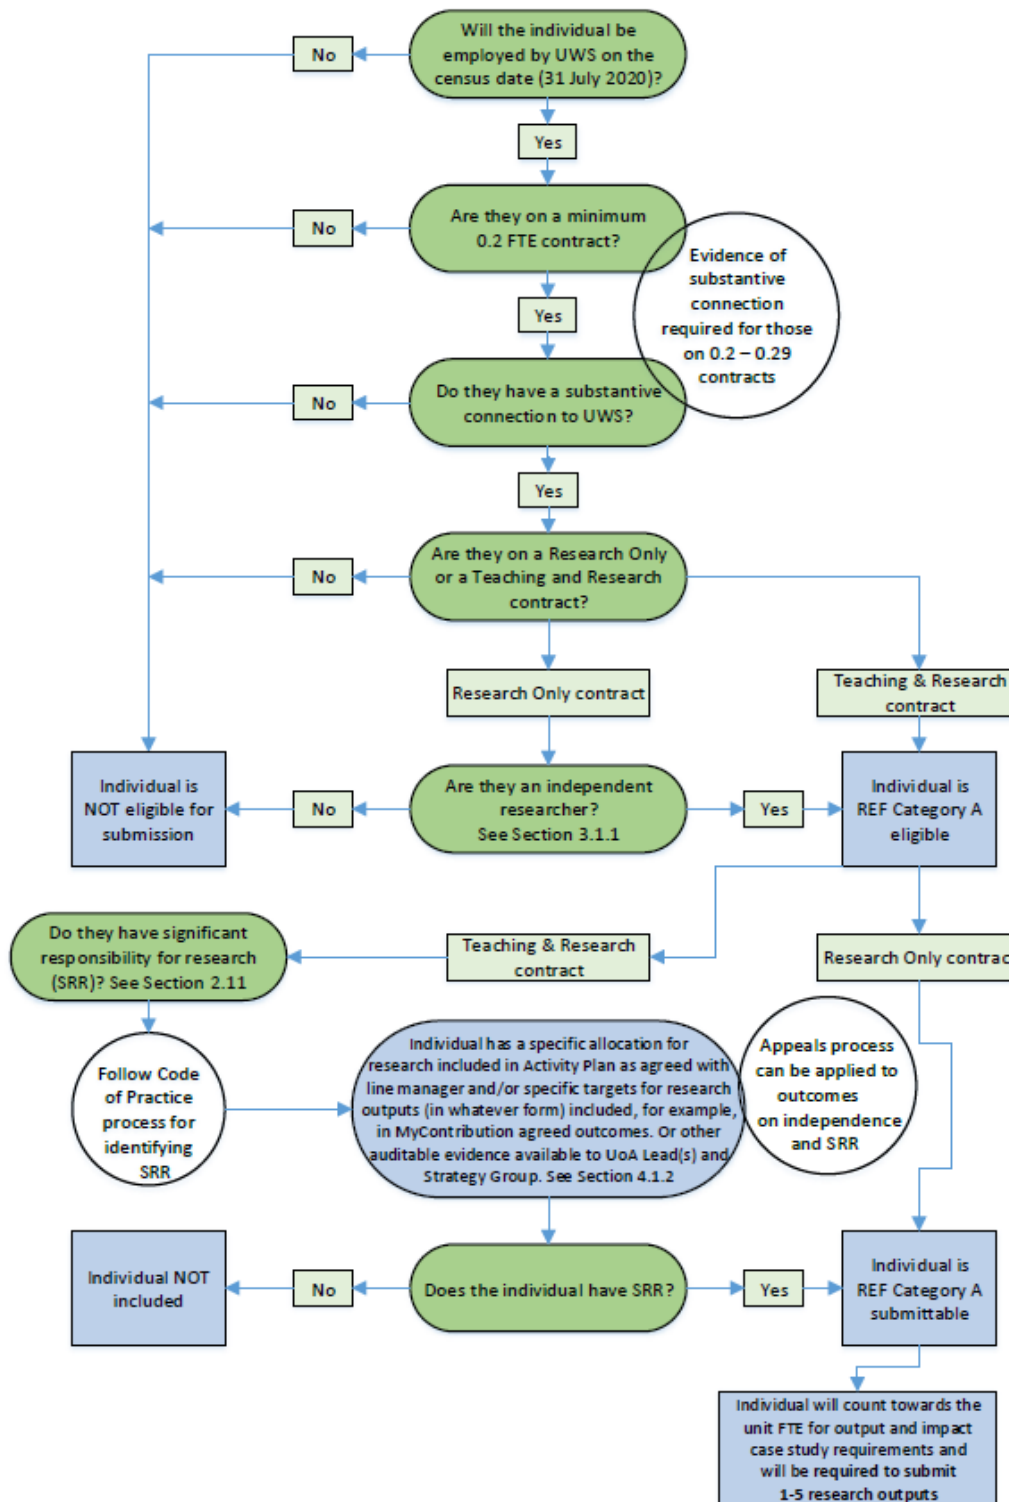 Will the individual be
employed by UWS on the
census date (31 July 2020)?
No
Yes
Are they on a minimum
0.2 FTE contract?
No
Evidence of
substantive
connection
required for those
on 0.2 – 0.29
contracts
Yes
Do they have a substantive
connection to UWS?
No
Yes
Are they on a Research Only
or a Teaching and Research
contract?
No
Research Only contract
Teaching & Research
contract
Individual is
NOT eligible for
submission
No
Are they an independent
researcher?
See Section 3.1.1
Yes
Individual is
REF Category A
eligible
Do they have significant
responsibility for research
(SRR)? See Section 2.11
Teaching & Research
contract
Research Only contract
Follow Code
of Practice
process for
identifying
SRR
Individual has a specific allocation for
research included in Activity Plan as agreed with
line manager and/or specific targets for research
outputs (in whatever form) included, for example,
in MyContribution agreed outcomes. Or other
auditable evidence available to UoA Lead(s) and
Strategy Group. See Section 4.1.2
Appeals process
can be applied to
outcomes
on independence
and SRR
Individual NOT
included
No
Does the individual have SRR?
Yes
Individual is
REF Category A
submittable
Individual will count towards the
unit FTE for output and impact
case study requirements and
will be required to submit
1-5 research outputs